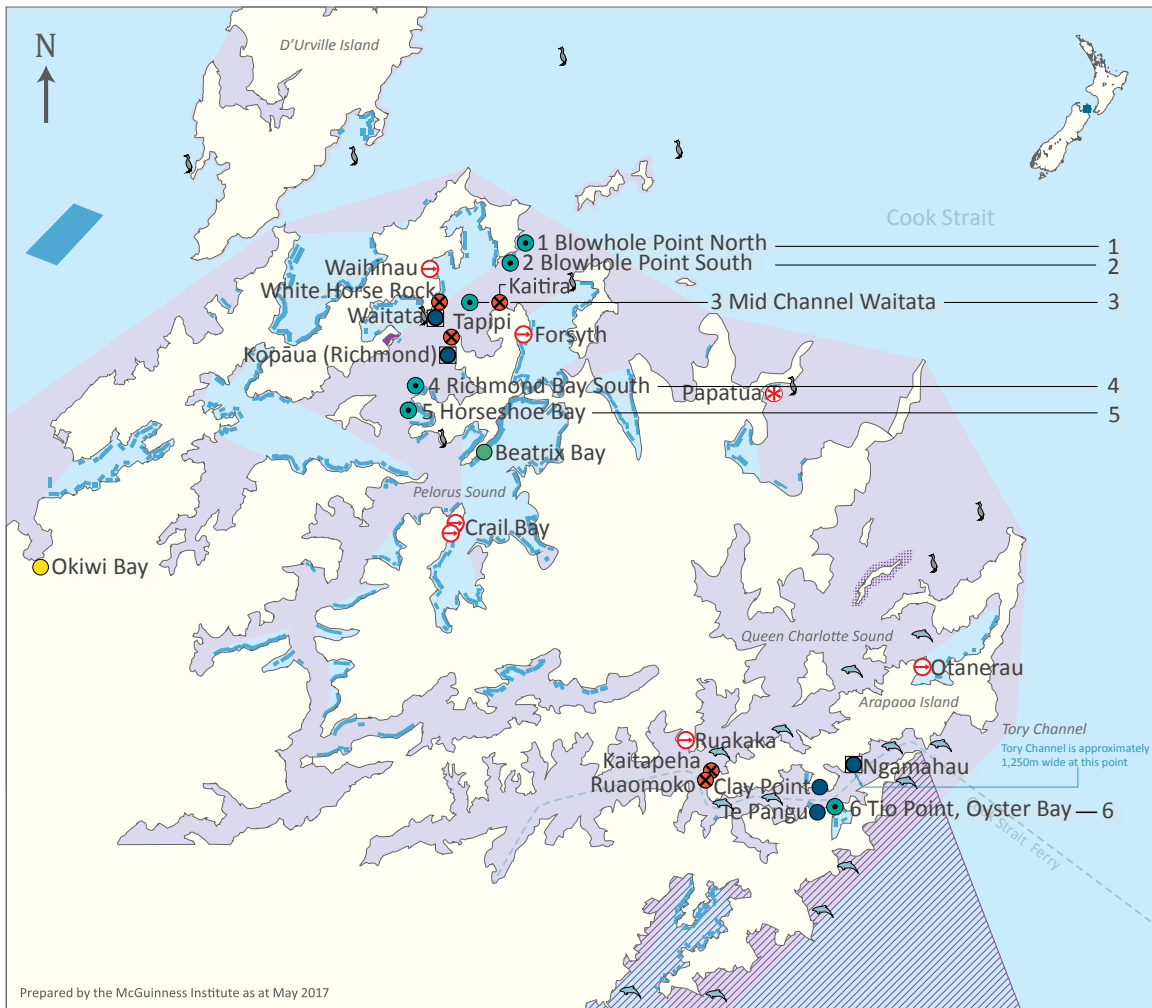 D'Urville Island
N
Cook Strait
1 Blowhole Point North 1
2 Blowhole Point South 2
Waihinau
Kaitira
White Horse Rock
3 Mid Channel Waitata 3
Waitata
Tapipi
Forsyth
Kopāua (Richmond)
4 Richmond Bay South 4
Papatua
5 Horseshoe Bay 5
Beatrix Bay
Pelorus Sound
Crail Bay
Okiwi Bay
Queen Charlotte Sound
Otanerau
Arapaoa Island
Tory Channel
Tory Channel is approximately
1,250m wide at this point
Ruakaka
Kaitapeha
Ngamahau
Ruaomoko
Clay Point
6 Tio Point, Oyster Bay 6
Te Pangu
Strait Ferry
Prepared by the McGuinness Institute as at May 2017